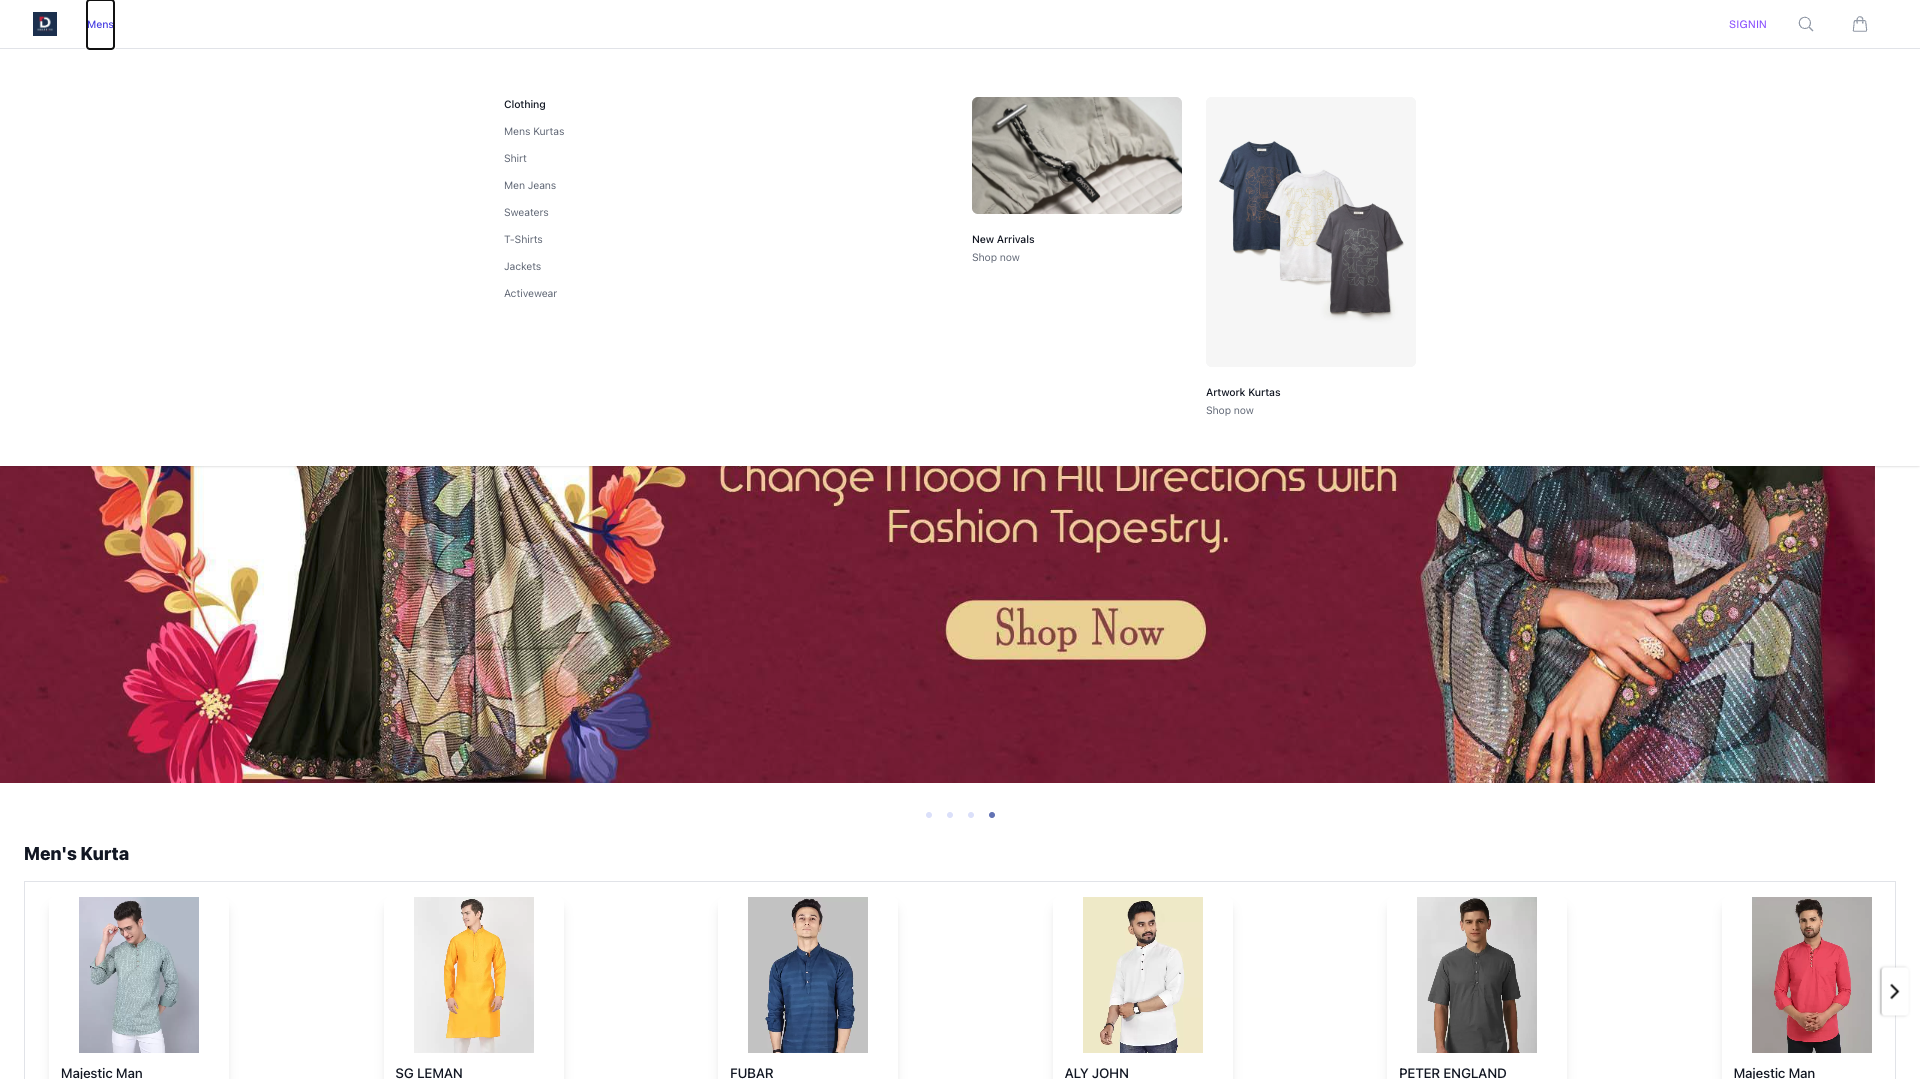 D
Mens
SIGNIN
Clothing
Mens Kurtas
Shirt
Men Jeans
Sweaters
T-Shirts
Jackets
Activewear
New Arrivals
Shop now
Artwork Kurtas
Shop now
Change Mood in All Directions with
Fashion Tapestry.
Shop Now
Men's Kurta
Majestic Man
SG LEMAN
FUBAR
ALY JOHN
PETER ENGLAND
Majestic Man